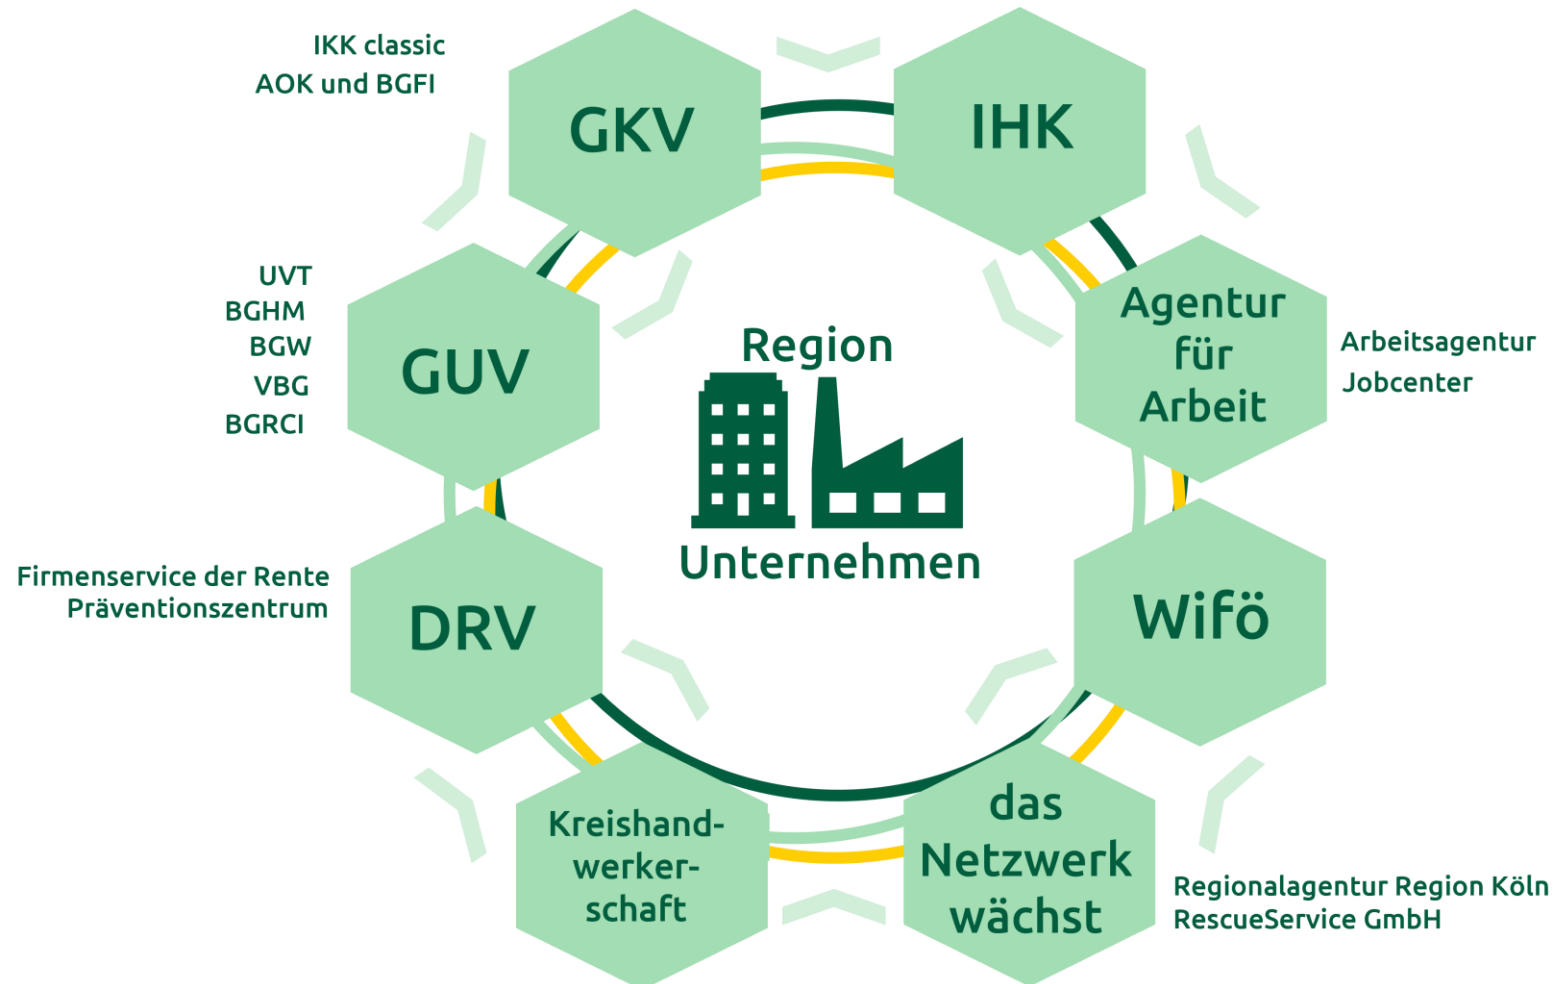 IKK classic
AOK und BGFI
GKV
IHK
UVT
BGHM
BGW
VBG
BGRCI
GUV
Region
Unternehmen
Agentur
für
Arbeit
Arbeitsagentur
Jobcenter
Firmenservice der Rente
Präventionszentrum
DRV
Wifö
Kreishand-
werker-
schaft
das
Netzwerk
wächst
Regionalagentur Region Köln
RescueService GmbH